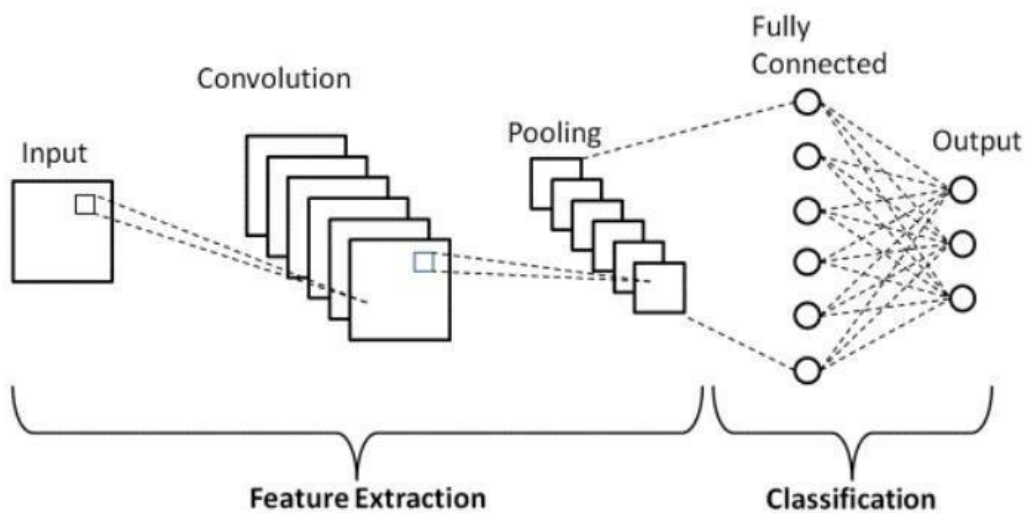 Input
Convolution
Pooling
Fully
Connected
Output
Feature Extraction
Classification